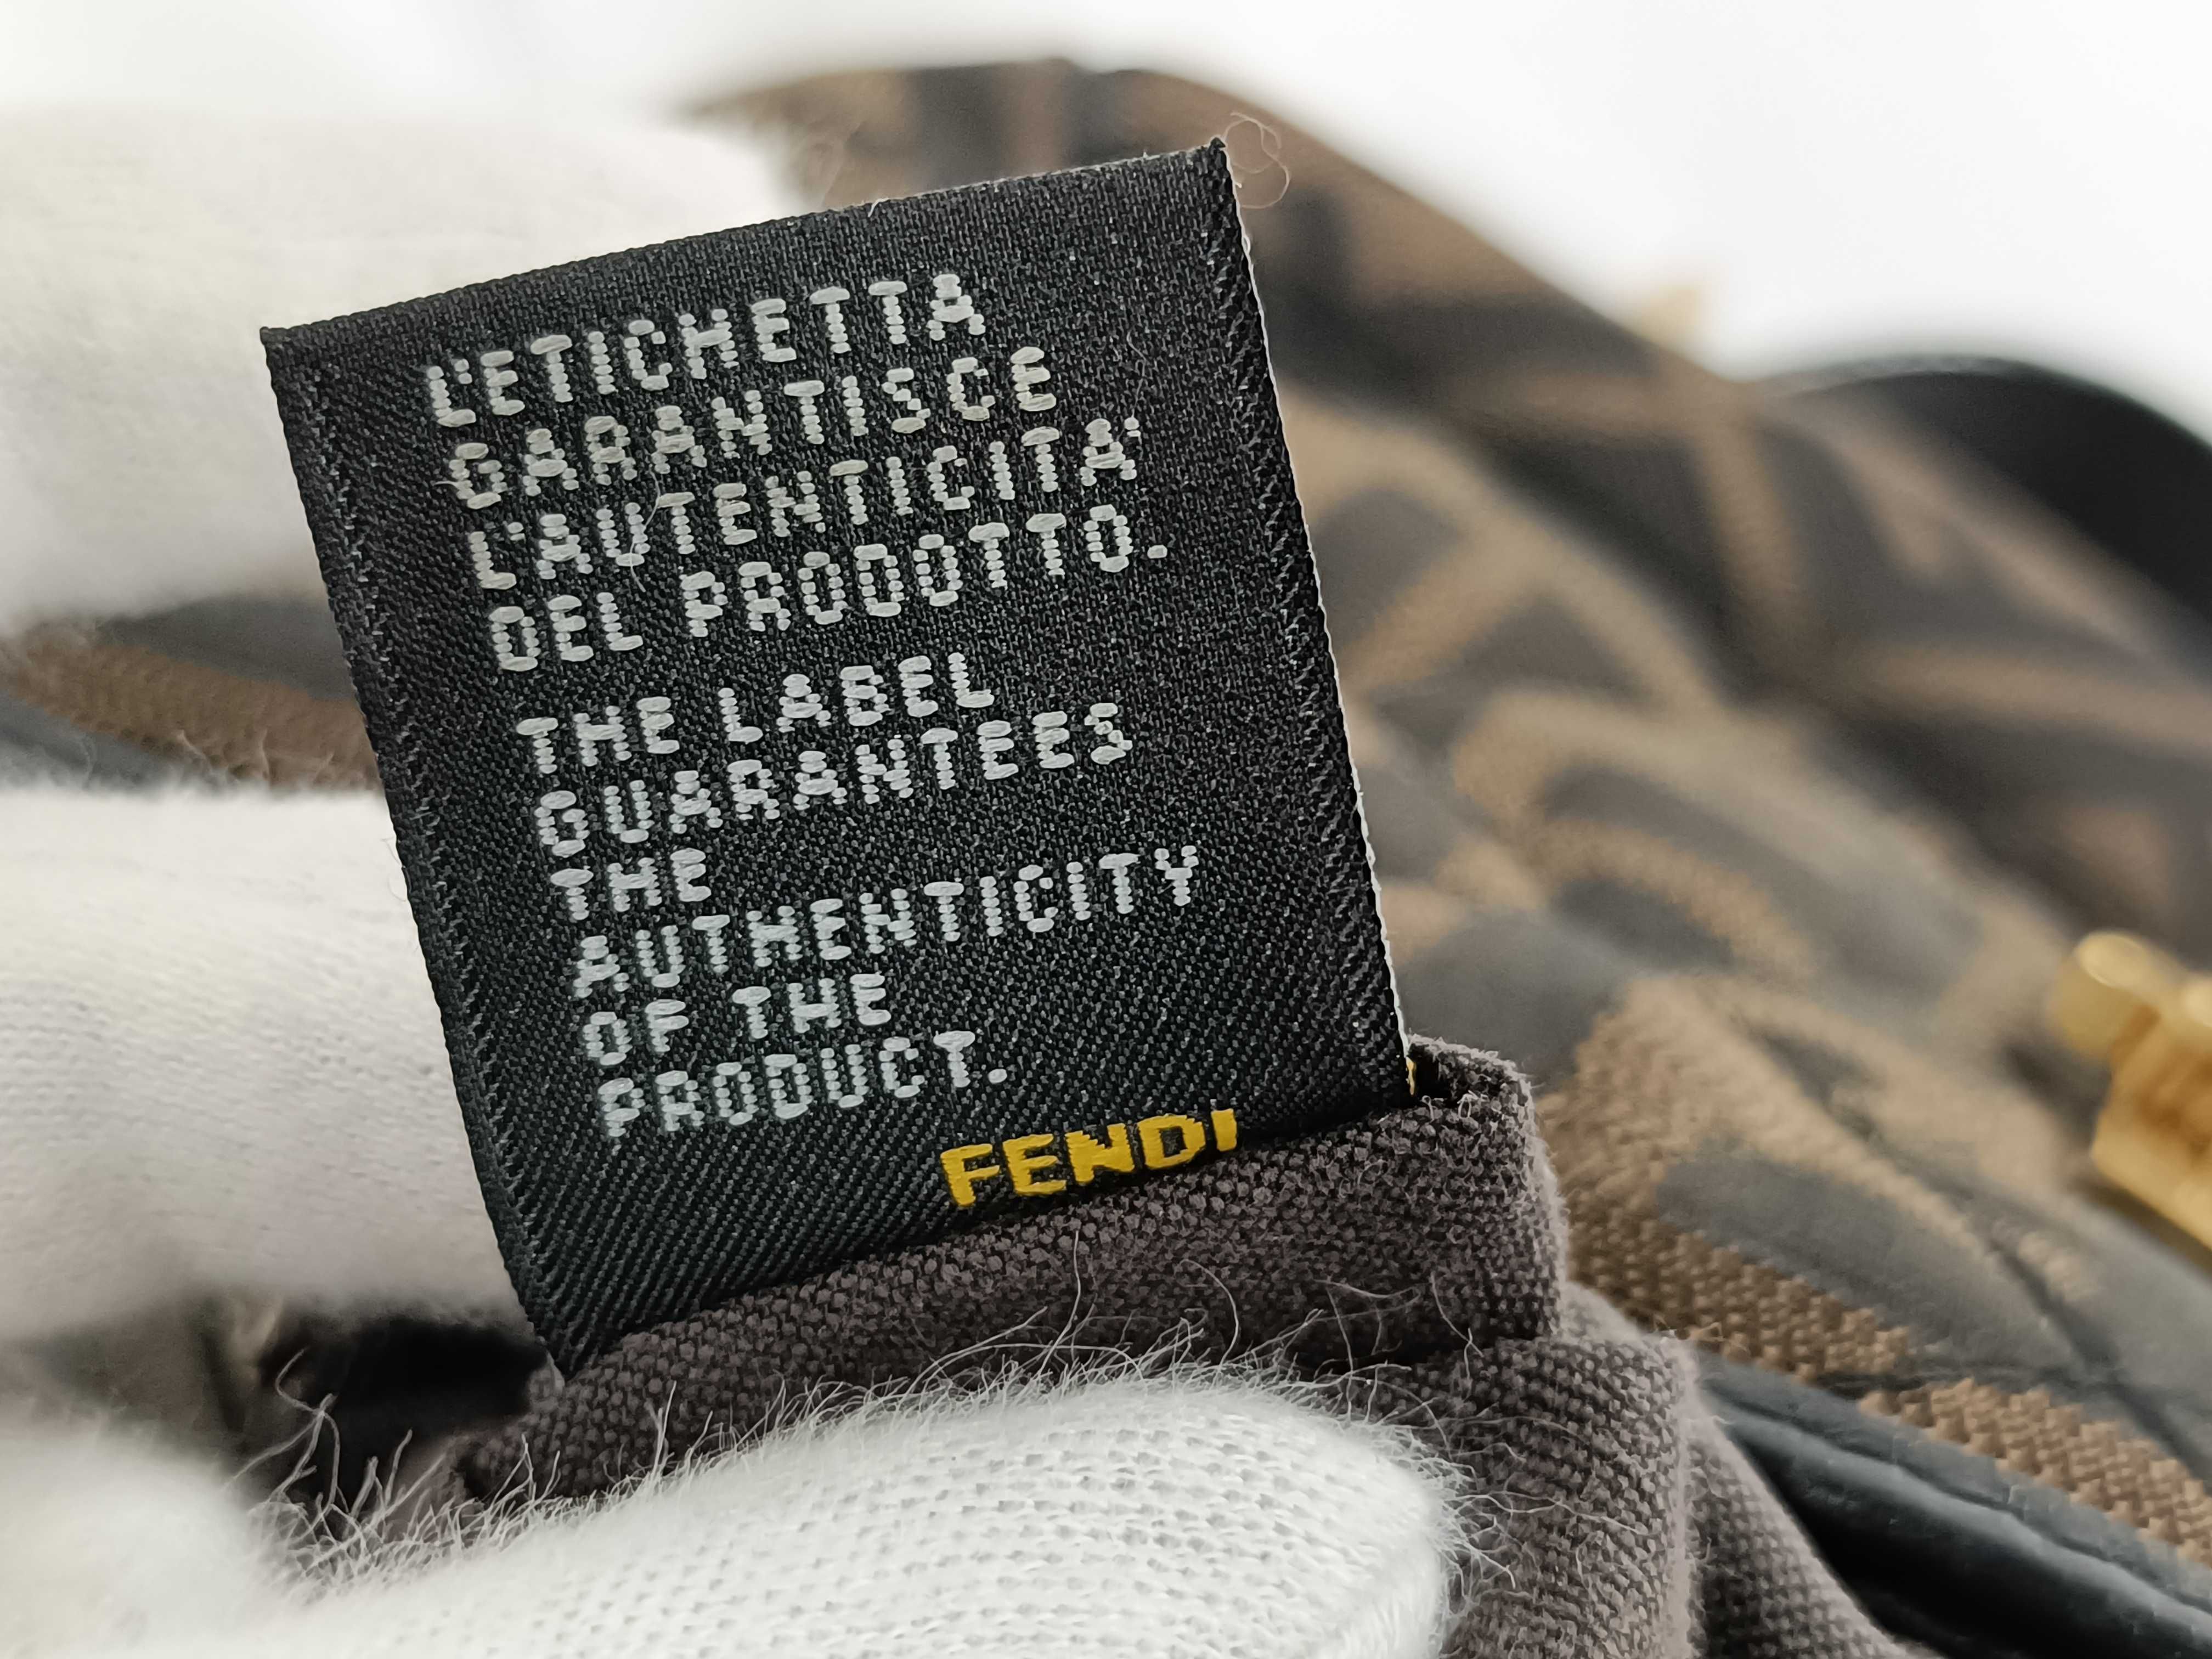 L'ETICHETTA
GARANTISCE
L'AUTENTICITA'
DEL PRODOTTO.
THE LABEL
GUARANTEES
THE
AUTHENTICITY
OF THE
PRODUCT.
FENDI